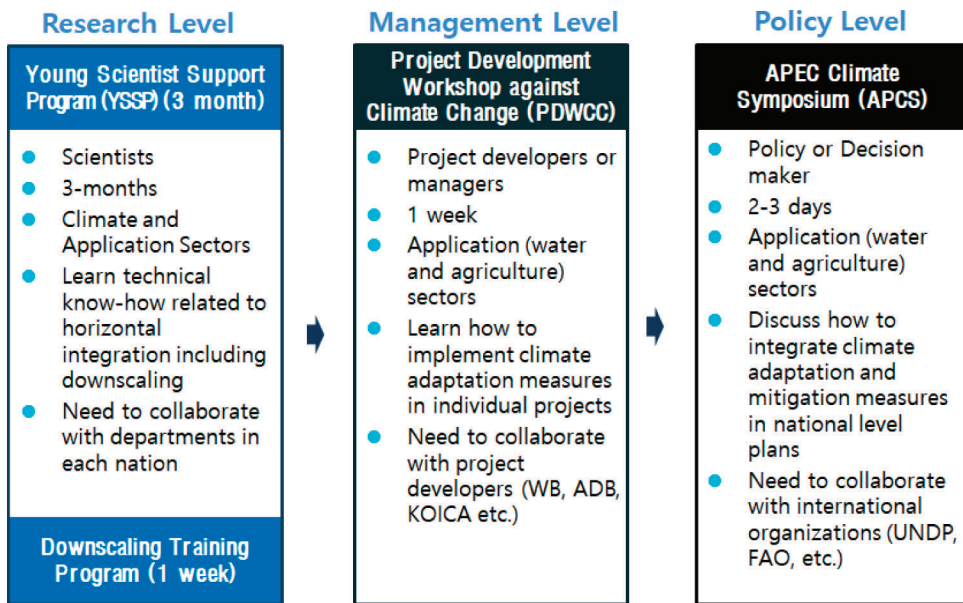 Research Level
Young Scientist Support
Program (YSSP) (3 month)
Scientists
3-months
Climate and
Application Sectors
Learn technical
know-how related to
horizontal
integration including
downscaling
Need to collaborate
with departments in
each nation
Downscaling Training
Program (1 week)
Management Level
Project Development
Workshop against
Climate Change (PDWCC)
Project developers or
managers
1 week
Application (water
and agriculture)
sectors
Learn how to
implement climate
adaptation measures
in individual projects
Need to collaborate
with project
developers (WB, ADB,
KOICA etc.)
Policy Level
APEC Climate
Symposium (APCS)
Policy or Decision
maker
2-3 days
Application (water
and agriculture)
sectors
Discuss how to
integrate climate
adaptation and
mitigation measures
in national level
plans
Need to collaborate
with international
organizations (UNDP,
FAO, etc.)